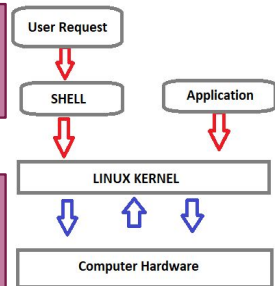 User Request
SHELL
Application
LINUX KERNEL
Computer Hardware